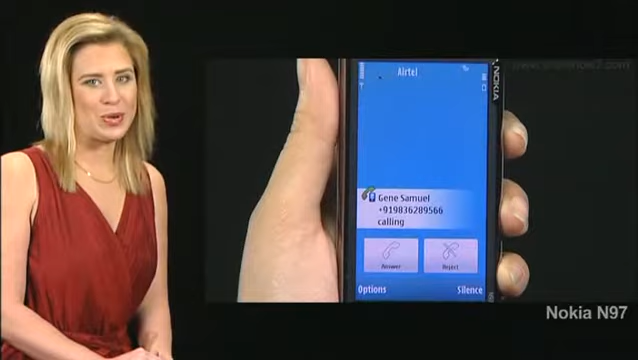 Airtel
NOKIA
Gene Samuel
+919836289566
calling
Answer
Reject
Options
Silence
Nokia N97